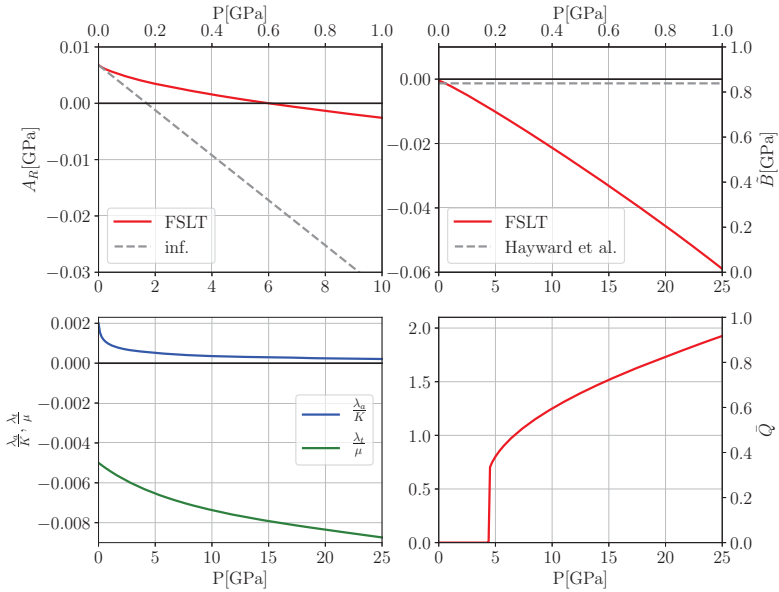 P[GPa]
P[GPa]
0.0 0.2 0.4 0.6 0.8 1.0
0.0 0.2 0.4 0.6 0.8 1.0
0.01
0.00
−0.01
−0.02
−0.03
A_R[GPa]
FSLT
inf.
0 2 4 6 8 10
0.00
−0.02
−0.04
−0.06
FSLT
Hayward et al.
0 5 10 15 20 25
1.0
0.8
0.6
0.4
0.2
0.0
B̃[GPa]
0.002
0.000
−0.002
−0.004
−0.006
−0.008
λ_a/K, λ_t/μ
λ_a/K
λ_t/μ
0 5 10 15 20 25
P[GPa]
2.0
1.5
1.0
0.5
0.0
0 5 10 15 20 25
P[GPa]
1.0
0.8
0.6
0.4
0.2
0.0
Q̄